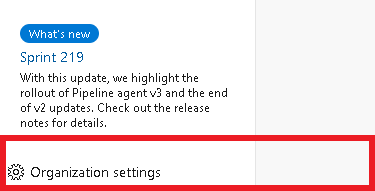 What's new
Sprint 219
With this update, we highlight the
rollout of Pipeline agent v3 and the end
of v2 updates. Check out the release
notes for details.
Organization settings